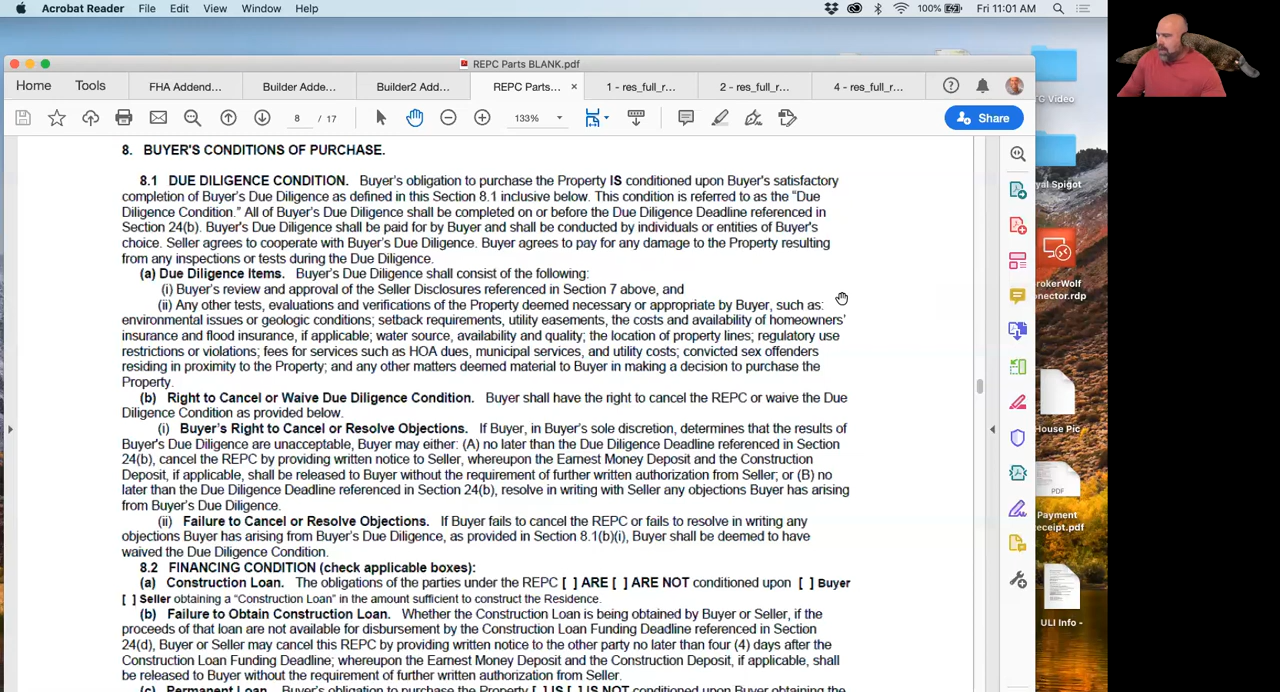 Acrobat Reader File Edit View Window Help 100% Fri 11:01 AM
REPC Parts BLANK.pdf
Home Tools FHA Addend... Builder Adde... Builder2 Add... REPC Parts... × 1 - res_full_r... 2 - res_full_r... 4 - res_full_r...
8 / 17 133% Share
8. BUYER'S CONDITIONS OF PURCHASE.
8.1 DUE DILIGENCE CONDITION. Buyer's obligation to purchase the Property IS conditioned upon Buyer's satisfactory
completion of Buyer's Due Diligence as defined in this Section 8.1 inclusive below. This condition is referred to as the "Due
Diligence Condition." All of Buyer's Due Diligence shall be completed on or before the Due Diligence Deadline referenced in
Section 24(b). Buyer's Due Diligence shall be paid for by Buyer and shall be conducted by individuals or entities of Buyer's
choice. Seller agrees to cooperate with Buyer's Due Diligence. Buyer agrees to pay for any damage to the Property resulting
from any inspections or tests during the Due Diligence.
(a) Due Diligence Items. Buyer's Due Diligence shall consist of the following:
(i) Buyer's review and approval of the Seller Disclosures referenced in Section 7 above, and
(ii) Any other tests, evaluations and verifications of the Property deemed necessary or appropriate by Buyer, such as:
environmental issues or geologic conditions; setback requirements, utility easements, the costs and availability of homeowners'
insurance and flood insurance, if applicable; water source, availability and quality; the location of property lines; regulatory use
restrictions or violations; fees for services such as HOA dues, municipal services, and utility costs; convicted sex offenders
residing in proximity to the Property; and any other matters deemed material to Buyer in making a decision to purchase the
Property.
(b) Right to Cancel or Waive Due Diligence Condition. Buyer shall have the right to cancel the REPC or waive the Due
Diligence Condition as provided below.
(i) Buyer's Right to Cancel or Resolve Objections. If Buyer, in Buyer's sole discretion, determines that the results of
Buyer's Due Diligence are unacceptable, Buyer may either: (A) no later than the Due Diligence Deadline referenced in Section
24(b), cancel the REPC by providing written notice to Seller, whereupon the Earnest Money Deposit and the Construction
Deposit, if applicable, shall be released to Buyer without the requirement of further written authorization from Seller; or (B) no
later than the Due Diligence Deadline referenced in Section 24(b), resolve in writing with Seller any objections Buyer has arising
from Buyer's Due Diligence.
(ii) Failure to Cancel or Resolve Objections. If Buyer fails to cancel the REPC or fails to resolve in writing any
objections Buyer has arising from Buyer's Due Diligence, as provided in Section 8.1(b)(i), Buyer shall be deemed to have
waived the Due Diligence Condition.
8.2 FINANCING CONDITION (check applicable boxes):
(a) Construction Loan. The obligations of the parties under the REPC [ ] ARE [ ] ARE NOT conditioned upon [ ] Buyer
[ ] Seller obtaining a "Construction Loan" in an amount sufficient to construct the Residence.
(b) Failure to Obtain Construction Loan. Whether the Construction Loan is being obtained by Buyer or Seller, if the
proceeds of that loan are not available for disbursement by the Construction Loan Funding Deadline referenced in Section
24(d), Buyer or Seller may cancel this REPC by providing written notice to the other party no later than four (4) days after the
Construction Loan Funding Deadline; whereupon the Earnest Money Deposit and the Construction Deposit, if applicable, shall
be released to Buyer without the requirement of further written authorization from Seller.
(c) Permanent Loan. Buyer's obligation to purchase the Property [ ] IS [ ] IS NOT conditioned upon Buyer obtaining the
TG Video
yal Spigot
rokerWolf
nector.rdp
House Pic
PDF
Payment
eceipt.pdf
ULI Info -